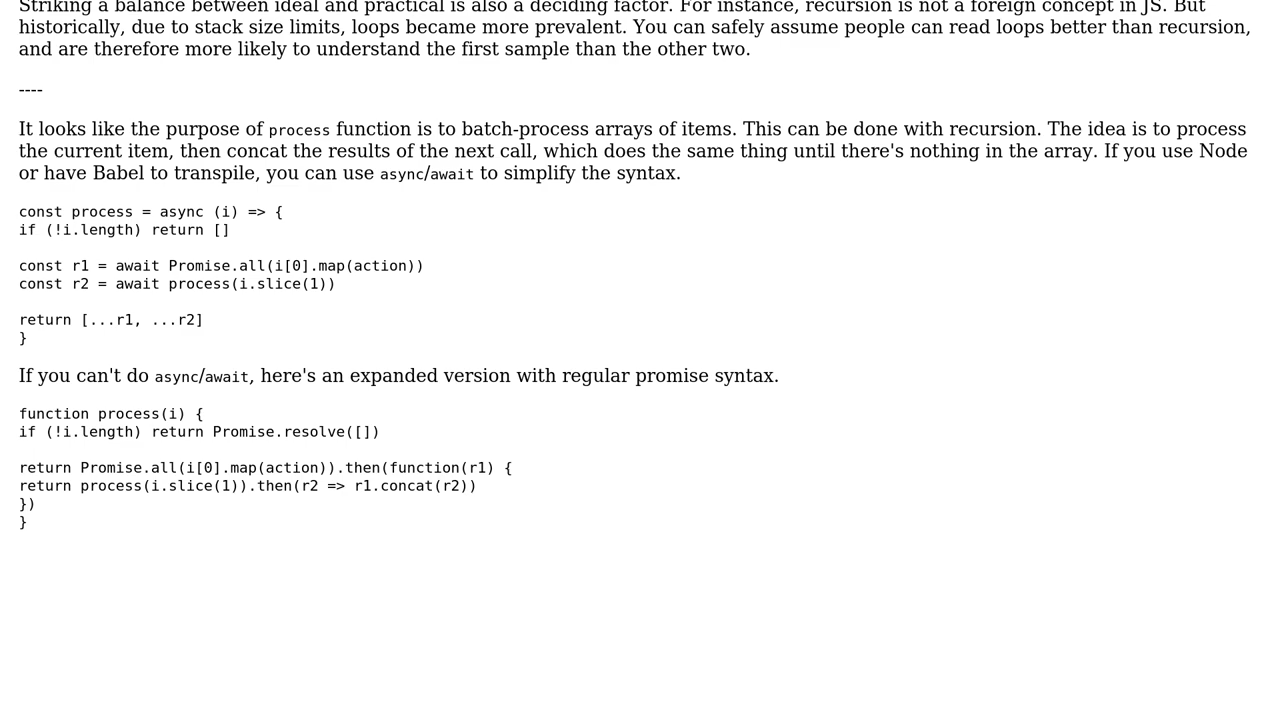 Striking a balance between ideal and practical is also a deciding factor. For instance, recursion is not a foreign concept in JS. But
historically, due to stack size limits, loops became more prevalent. You can safely assume people can read loops better than recursion,
and are therefore more likely to understand the first sample than the other two.
----
It looks like the purpose of process function is to batch-process arrays of items. This can be done with recursion. The idea is to process
the current item, then concat the results of the next call, which does the same thing until there's nothing in the array. If you use Node
or have Babel to transpile, you can use async/await to simplify the syntax.
const process = async (i) => {
if (!i.length) return []
const r1 = await Promise.all(i[0].map(action))
const r2 = await process(i.slice(1))
return [...r1, ...r2]
}
If you can't do async/await, here's an expanded version with regular promise syntax.
function process(i) {
if (!i.length) return Promise.resolve([])
return Promise.all(i[0].map(action)).then(function(r1) {
return process(i.slice(1)).then(r2 => r1.concat(r2))
})
}